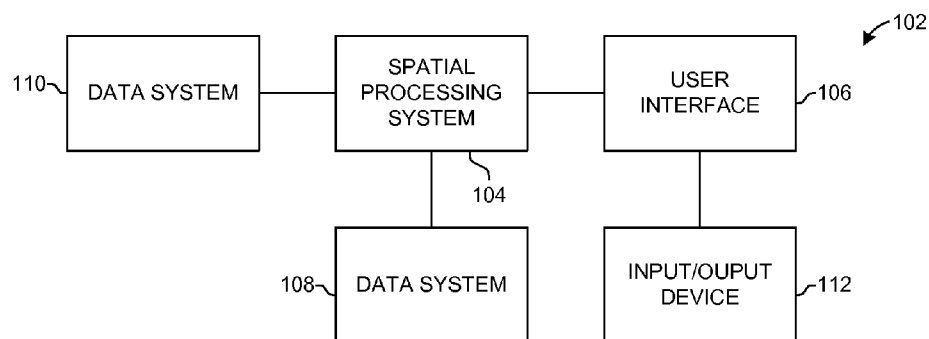 102
110
DATA SYSTEM
SPATIAL
PROCESSING
SYSTEM
USER
INTERFACE
106
104
108
DATA SYSTEM
INPUT/OUPUT
DEVICE
112